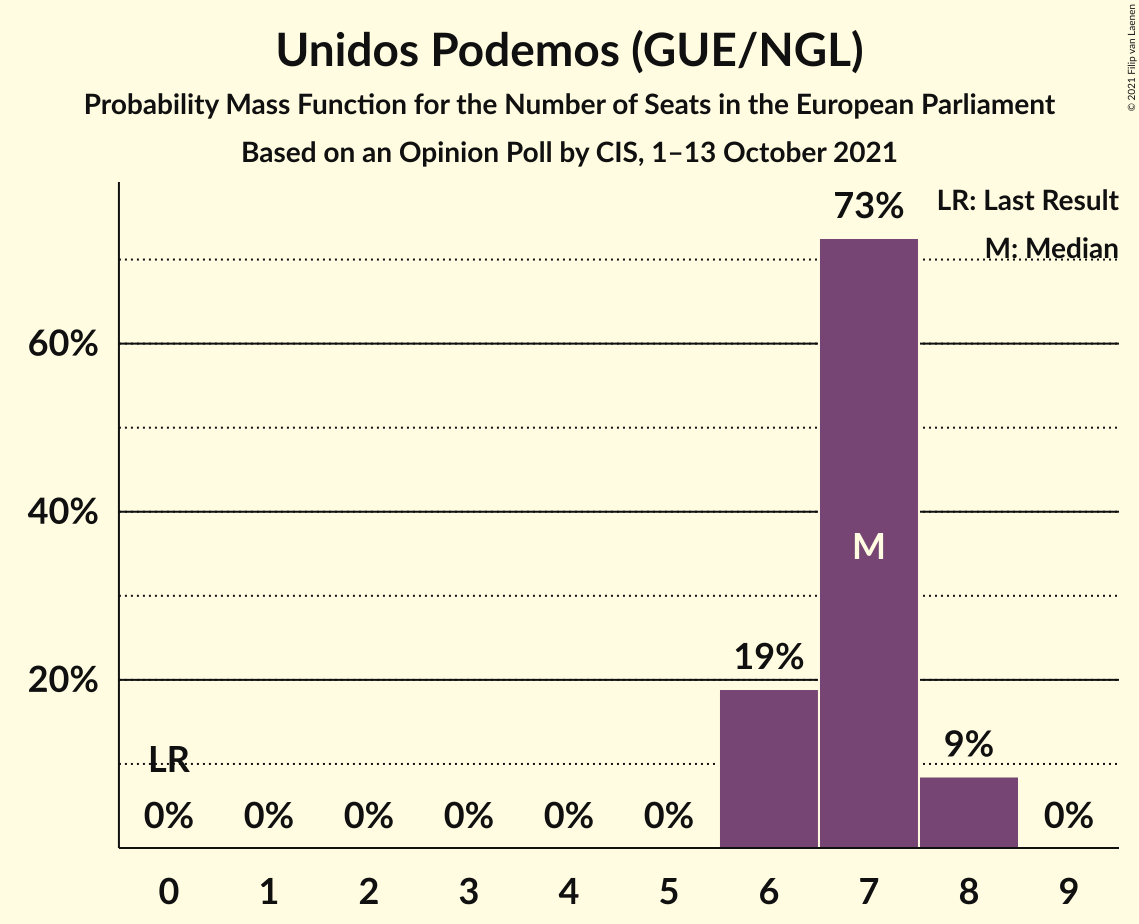 Unidos Podemos (GUE/NGL)
Probability Mass Function for the Number of Seats in the European Parliament
Based on an Opinion Poll by CIS, 1–13 October 2021
© 2021 Filip van Laenen
LR: Last Result
M: Median
73%
60%
40%
M
19%
20%
9%
LR
0% 0% 0% 0% 0% 0% 0%
0 1 2 3 4 5 6 7 8 9